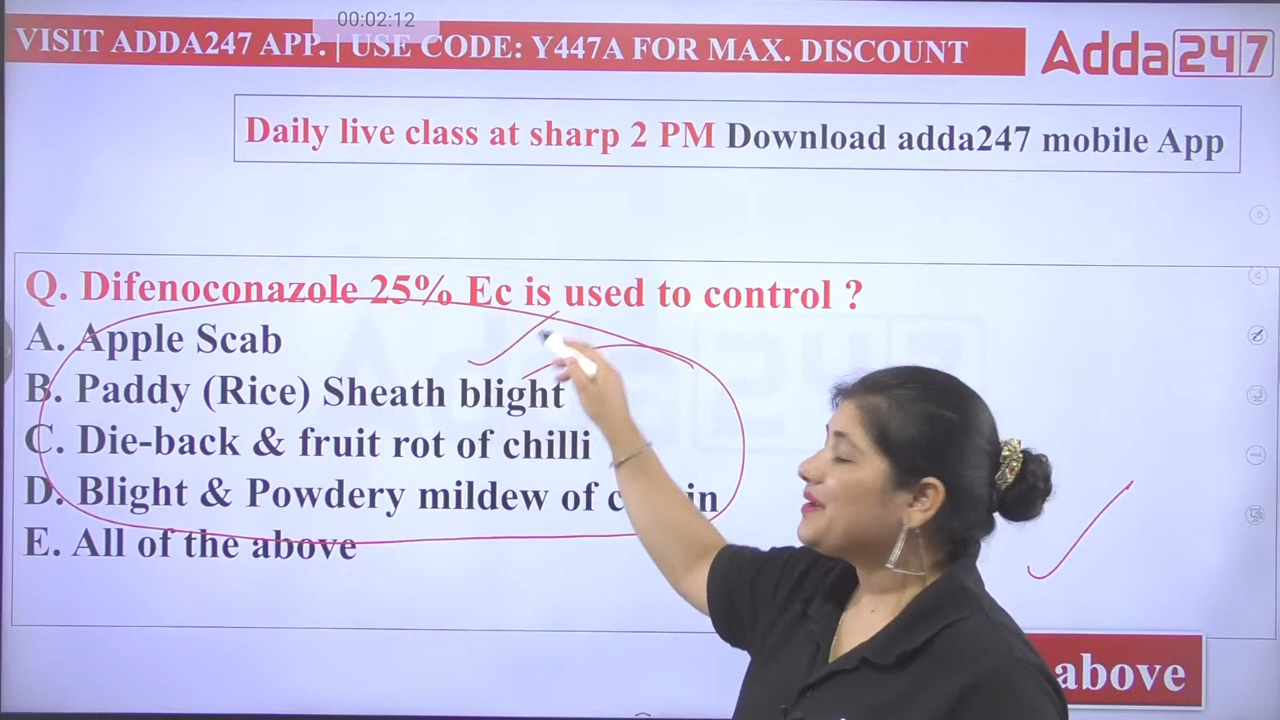 00:02:12
VISIT ADDA247 APP. | USE CODE: Y447A FOR MAX. DISCOUNT
Adda247
Daily live class at sharp 2 PM Download adda247 mobile App
Q. Difenoconazole 25% Ec is used to control ?
A. Apple Scab
B. Paddy (Rice) Sheath blight
C. Die-back & fruit rot of chilli
D. Blight & Powdery mildew of
E. All of the above
above